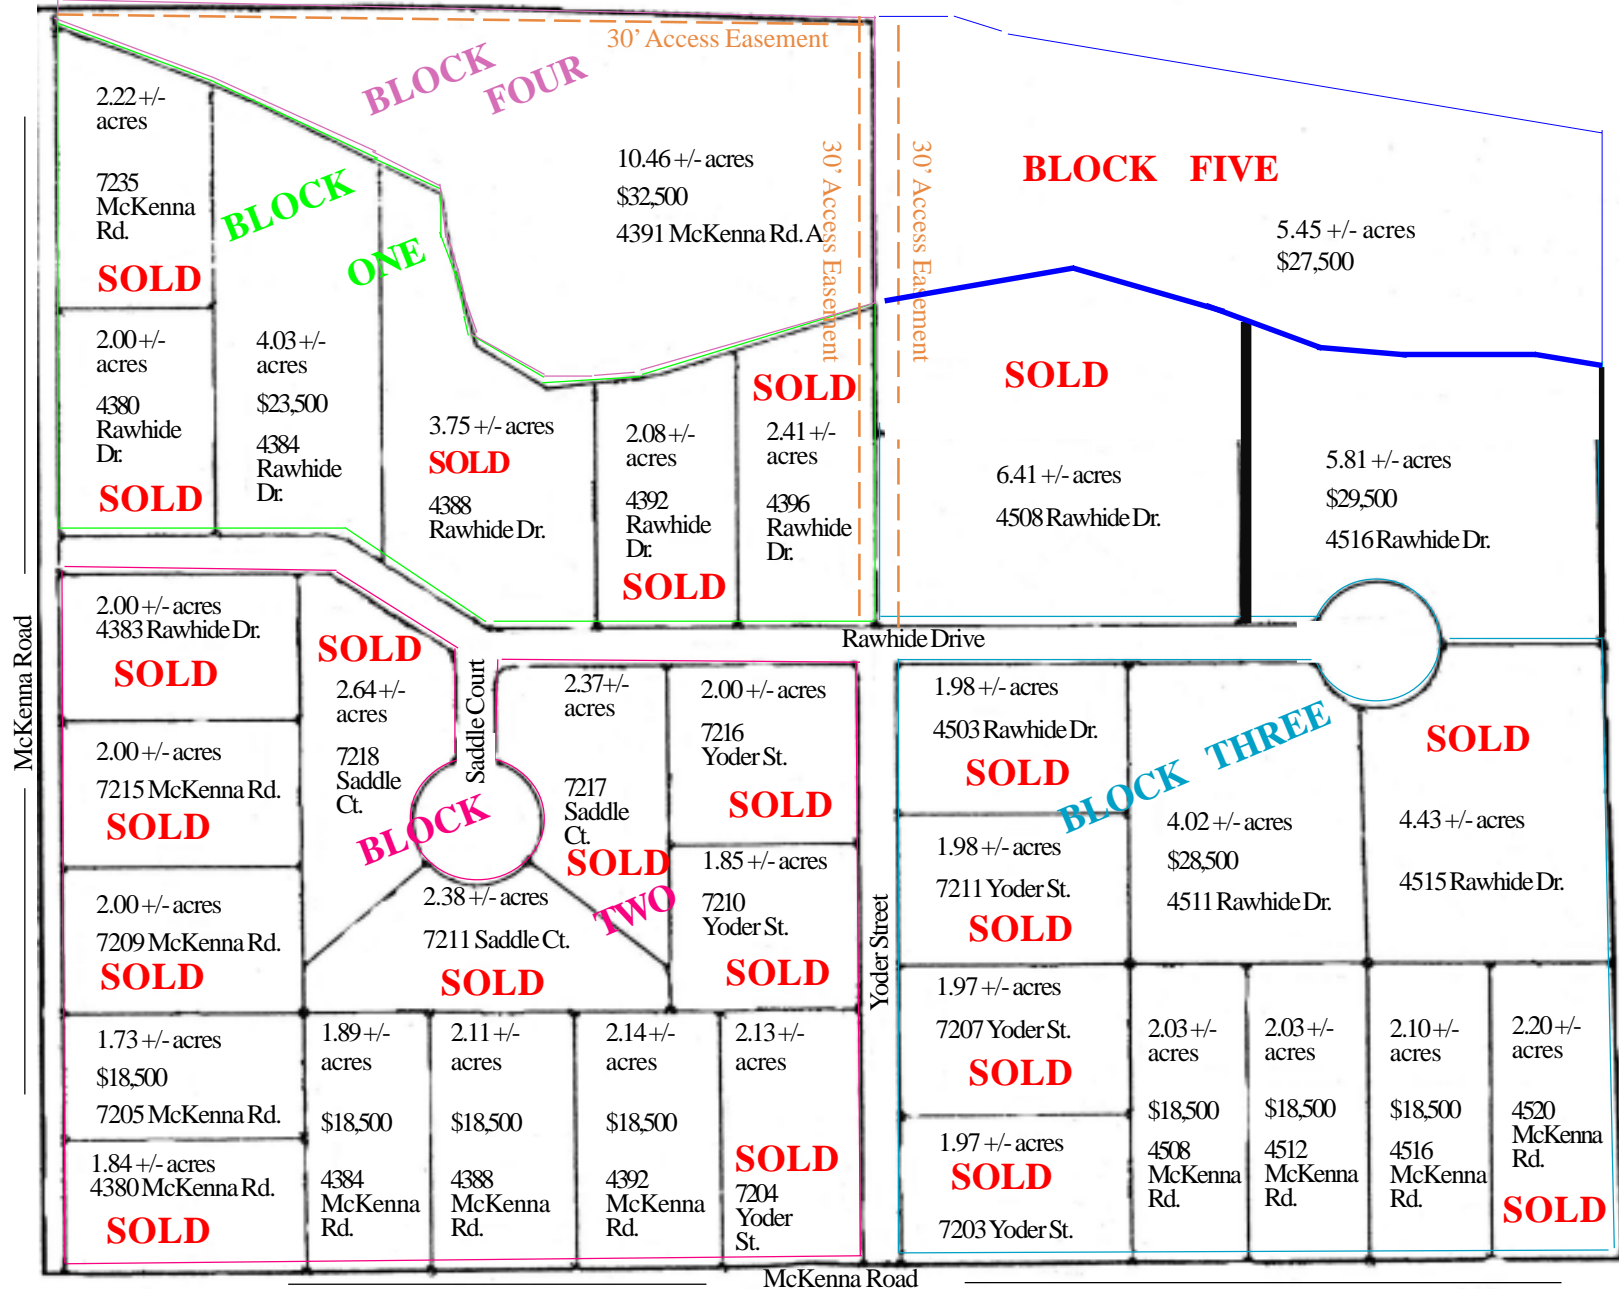 30' Access Easement
BLOCK
FOUR
2.22 +/-
acres
7235
McKenna
Rd.
SOLD
BLOCK
ONE
10.46 +/- acres
$32,500
4391 McKenna Rd. A
30' Access Easement
30' Access Easement
BLOCK FIVE
5.45 +/- acres
$27,500
2.00 +/-
acres
4380
Rawhide
Dr.
SOLD
4.03 +/-
acres
$23,500
4384
Rawhide
Dr.
3.75 +/- acres
SOLD
4388
Rawhide Dr.
2.08 +/-
acres
4392
Rawhide
Dr.
SOLD
SOLD
2.41 +/-
acres
4396
Rawhide
Dr.
SOLD
6.41 +/- acres
4508 Rawhide Dr.
5.81 +/- acres
$29,500
4516 Rawhide Dr.
McKenna Road
Rawhide Drive
2.00 +/- acres
4383 Rawhide Dr.
SOLD
2.00 +/- acres
7215 McKenna Rd.
SOLD
2.00 +/- acres
7209 McKenna Rd.
SOLD
1.73 +/- acres
$18,500
7205 McKenna Rd.
1.84 +/- acres
4380 McKenna Rd.
SOLD
SOLD
2.64 +/-
acres
7218
Saddle
Ct.
Saddle Court
BLOCK
TWO
2.37+/-
acres
7217
Saddle
Ct.
SOLD
2.38 +/- acres
7211 Saddle Ct.
SOLD
2.00 +/- acres
7216
Yoder St.
SOLD
1.85 +/- acres
7210
Yoder St.
SOLD
1.89 +/-
acres
$18,500
4384
McKenna
Rd.
2.11 +/-
acres
$18,500
4388
McKenna
Rd.
2.14 +/-
acres
$18,500
4392
McKenna
Rd.
2.13 +/-
acres
SOLD
7204
Yoder
St.
Yoder Street
1.98 +/- acres
4503 Rawhide Dr.
SOLD
1.98 +/- acres
7211 Yoder St.
SOLD
1.97 +/- acres
7207 Yoder St.
SOLD
1.97 +/- acres
SOLD
7203 Yoder St.
BLOCK THREE
4.02 +/- acres
$28,500
4511 Rawhide Dr.
SOLD
4.43 +/- acres
4515 Rawhide Dr.
2.03 +/-
acres
$18,500
4508
McKenna
Rd.
2.03 +/-
acres
$18,500
4512
McKenna
Rd.
2.10 +/-
acres
$18,500
4516
McKenna
Rd.
2.20 +/-
acres
4520
McKenna
Rd.
SOLD
McKenna Road